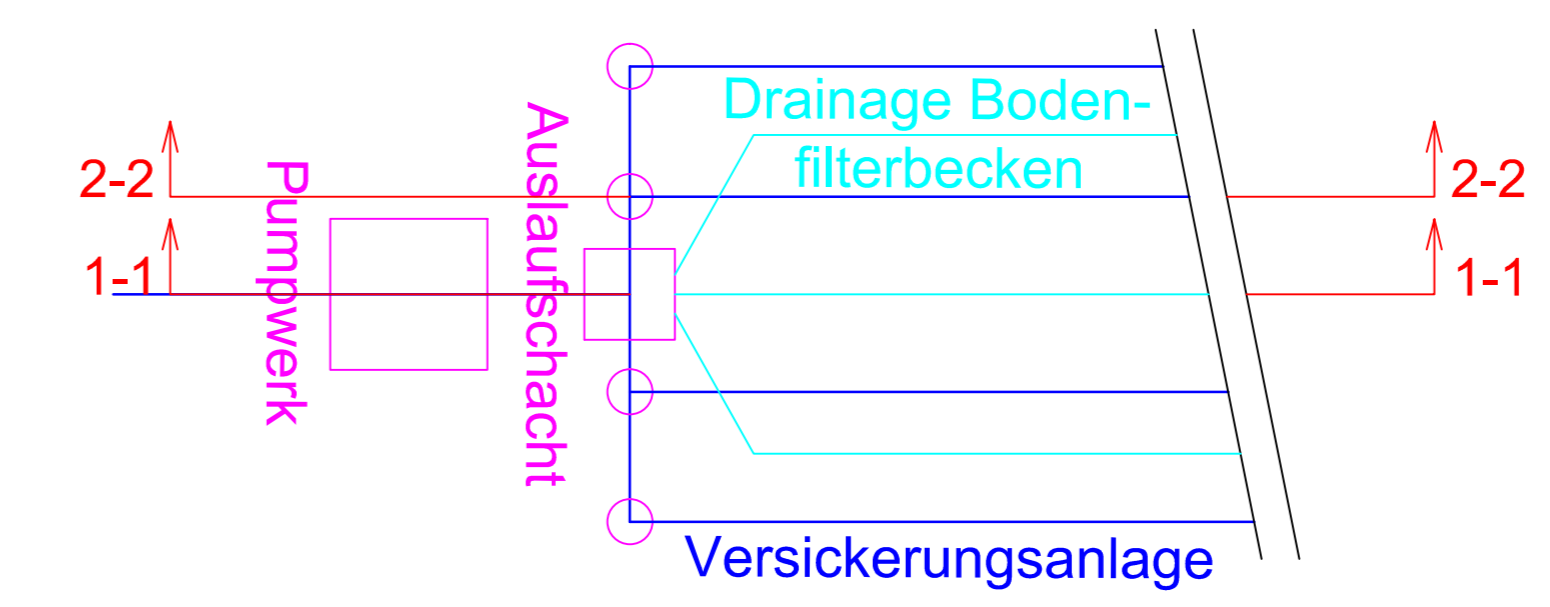 Drainage Boden-
filterbecken
2-2
2-2
1-1
1-1
Pumpwerk
Auslaufschacht
Versickerungsanlage